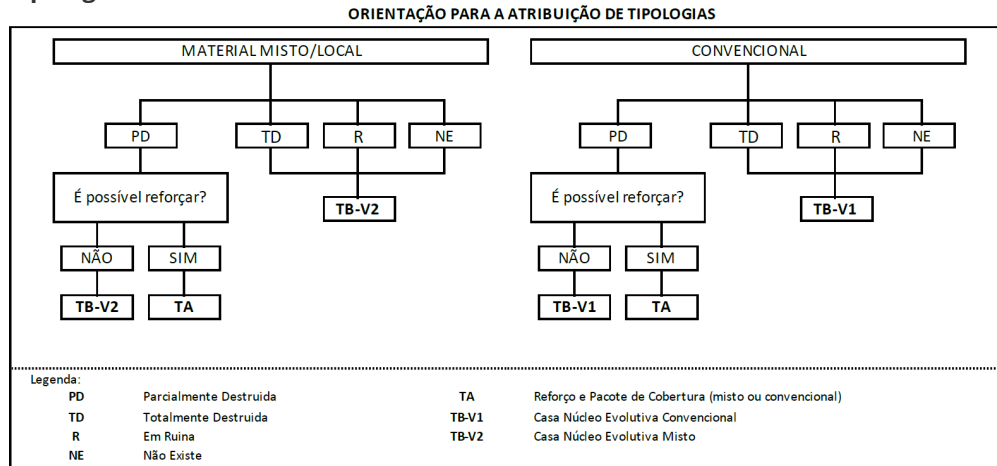 ORIENTAÇÃO PARA A ATRIBUIÇÃO DE TIPOLOGIAS
MATERIAL MISTO/LOCAL
CONVENCIONAL
PD TD R NE
PD TD R NE
É possível reforçar?
TB-V2
É possível reforçar?
TB-V1
NÃO SIM
NÃO SIM
TB-V2 TA
TB-V1 TA
Legenda:
PD Parcialmente Destruida
TA Reforço e Pacote de Cobertura (misto ou convencional)
TD Totalmente Destruida
TB-V1 Casa Núcleo Evolutiva Convencional
R Em Ruina
TB-V2 Casa Núcleo Evolutiva Misto
NE Não Existe